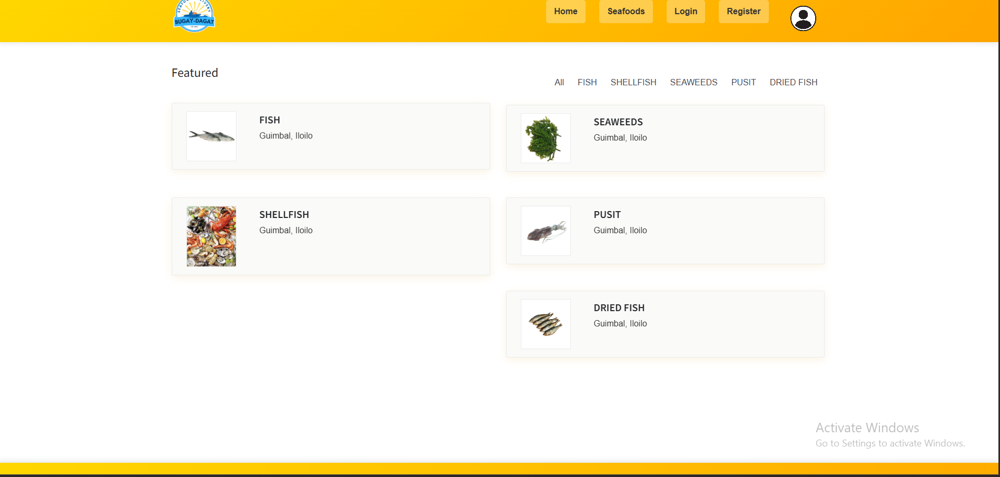 SEAFOOD DELIVERY
BUGAY-DAGAT
Home
Seafoods
Login
Register
Featured
All
FISH
SHELLFISH
SEAWEEDS
PUSIT
DRIED FISH
FISH
Guimbal, Iloilo
SEAWEEDS
Guimbal, Iloilo
SHELLFISH
Guimbal, Iloilo
PUSIT
Guimbal, Iloilo
DRIED FISH
Guimbal, Iloilo
Activate Windows
Go to Settings to activate Windows.